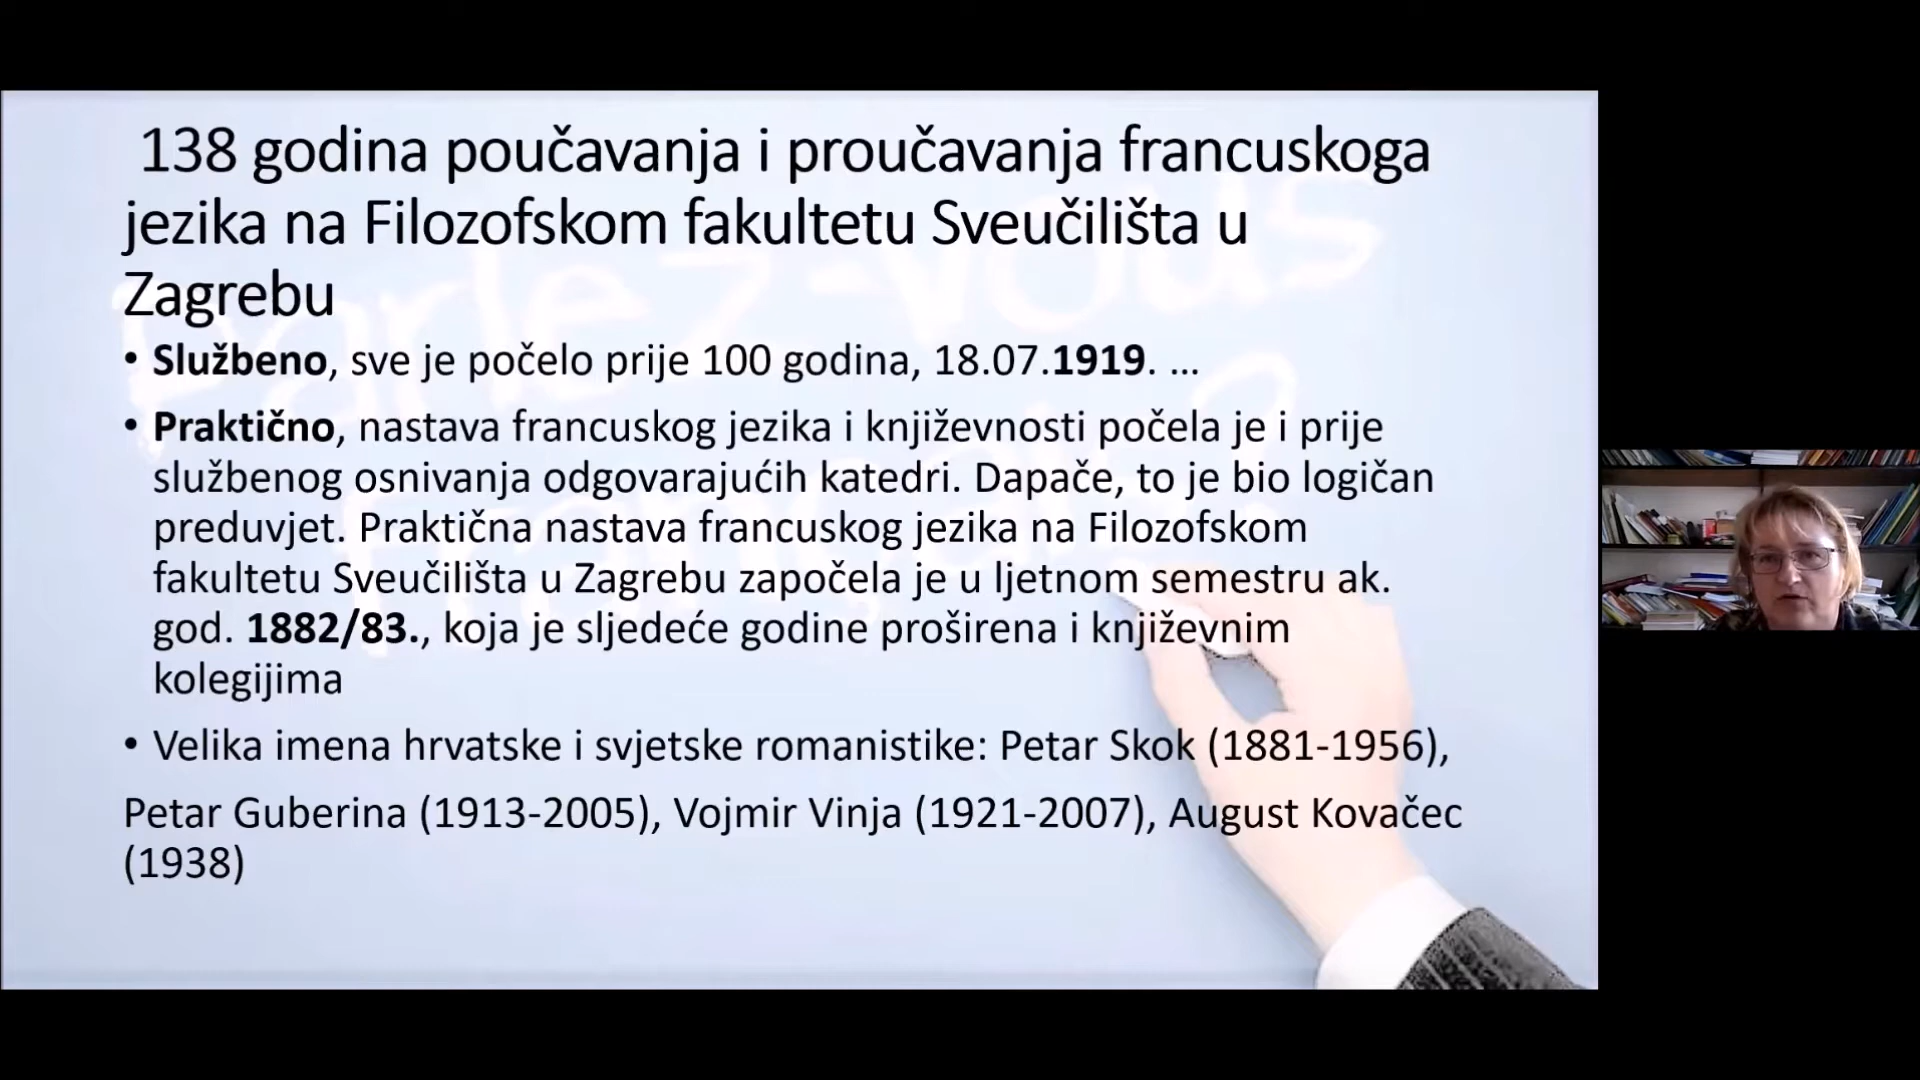 138 godina poučavanja i proučavanja francuskoga
jezika na Filozofskom fakultetu Sveučilišta u
Zagrebu
• Službeno, sve je počelo prije 100 godina, 18.07.1919. ...
• Praktično, nastava francuskog jezika i književnosti počela je i prije
službenog osnivanja odgovarajućih katedri. Dapače, to je bio logičan
preduvjet. Praktična nastava francuskog jezika na Filozofskom
fakultetu Sveučilišta u Zagrebu započela je u ljetnom semestru ak.
god. 1882/83., koja je sljedeće godine proširena i književnim
kolegijima
• Velika imena hrvatske i svjetske romanistike: Petar Skok (1881-1956),
Petar Guberina (1913-2005), Vojmir Vinja (1921-2007), August Kovačec
(1938)
Parlez-vous
français?